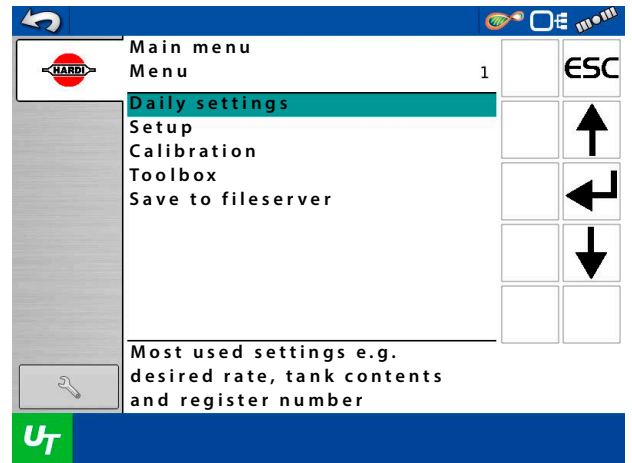 HARDI
Main menu
Menu 1
ESC
Daily settings
Setup
Calibration
Toolbox
Save to fileserver
Most used settings e.g.
desired rate, tank contents
and register number
UT